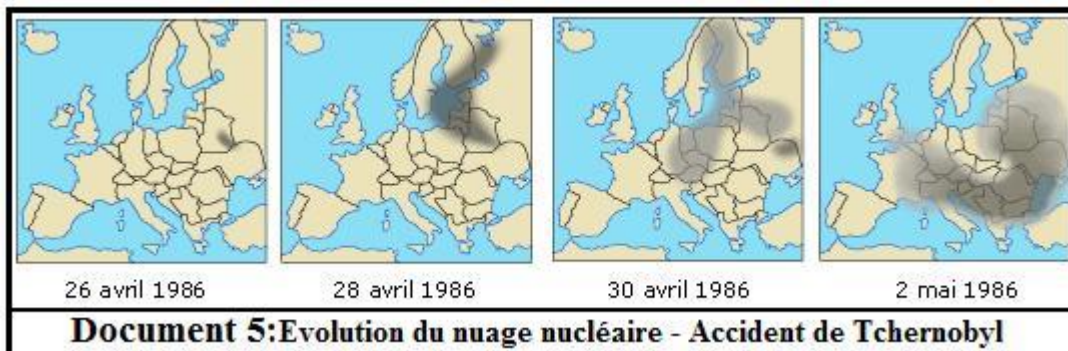 26 avril 1986
28 avril 1986
30 avril 1986
2 mai 1986
Document 5:Evolution du nuage nucléaire - Accident de Tchernobyl